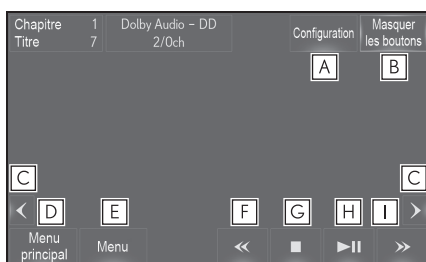 Chapitre 1
Titre 7
Dolby Audio – DD
2/0ch
Configuration
Masquer
les boutons
A
B
C
C
D
E
F
G
H
I
Menu
principal
Menu